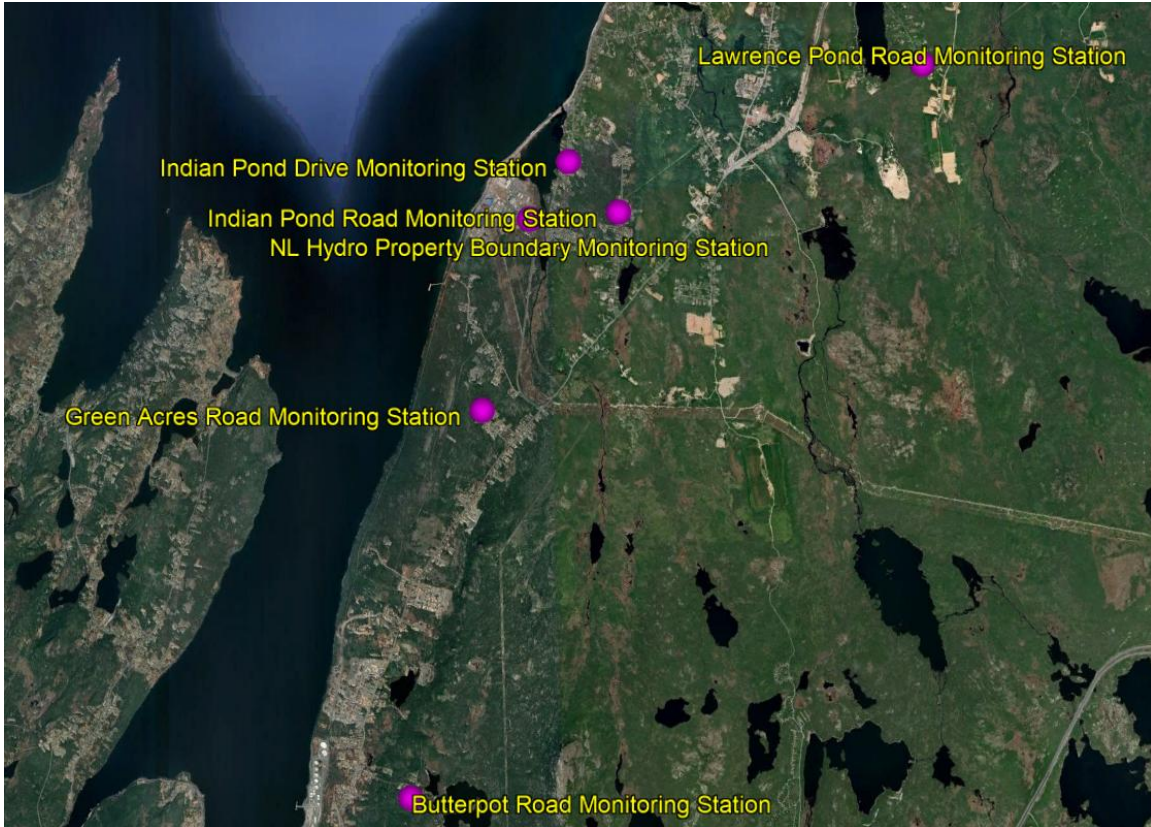 Lawrence Pond Road Monitoring Station
Indian Pond Drive Monitoring Station
Indian Pond Road Monitoring Station
NL Hydro Property Boundary Monitoring Station
Green Acres Road Monitoring Station
Butterpot Road Monitoring Station